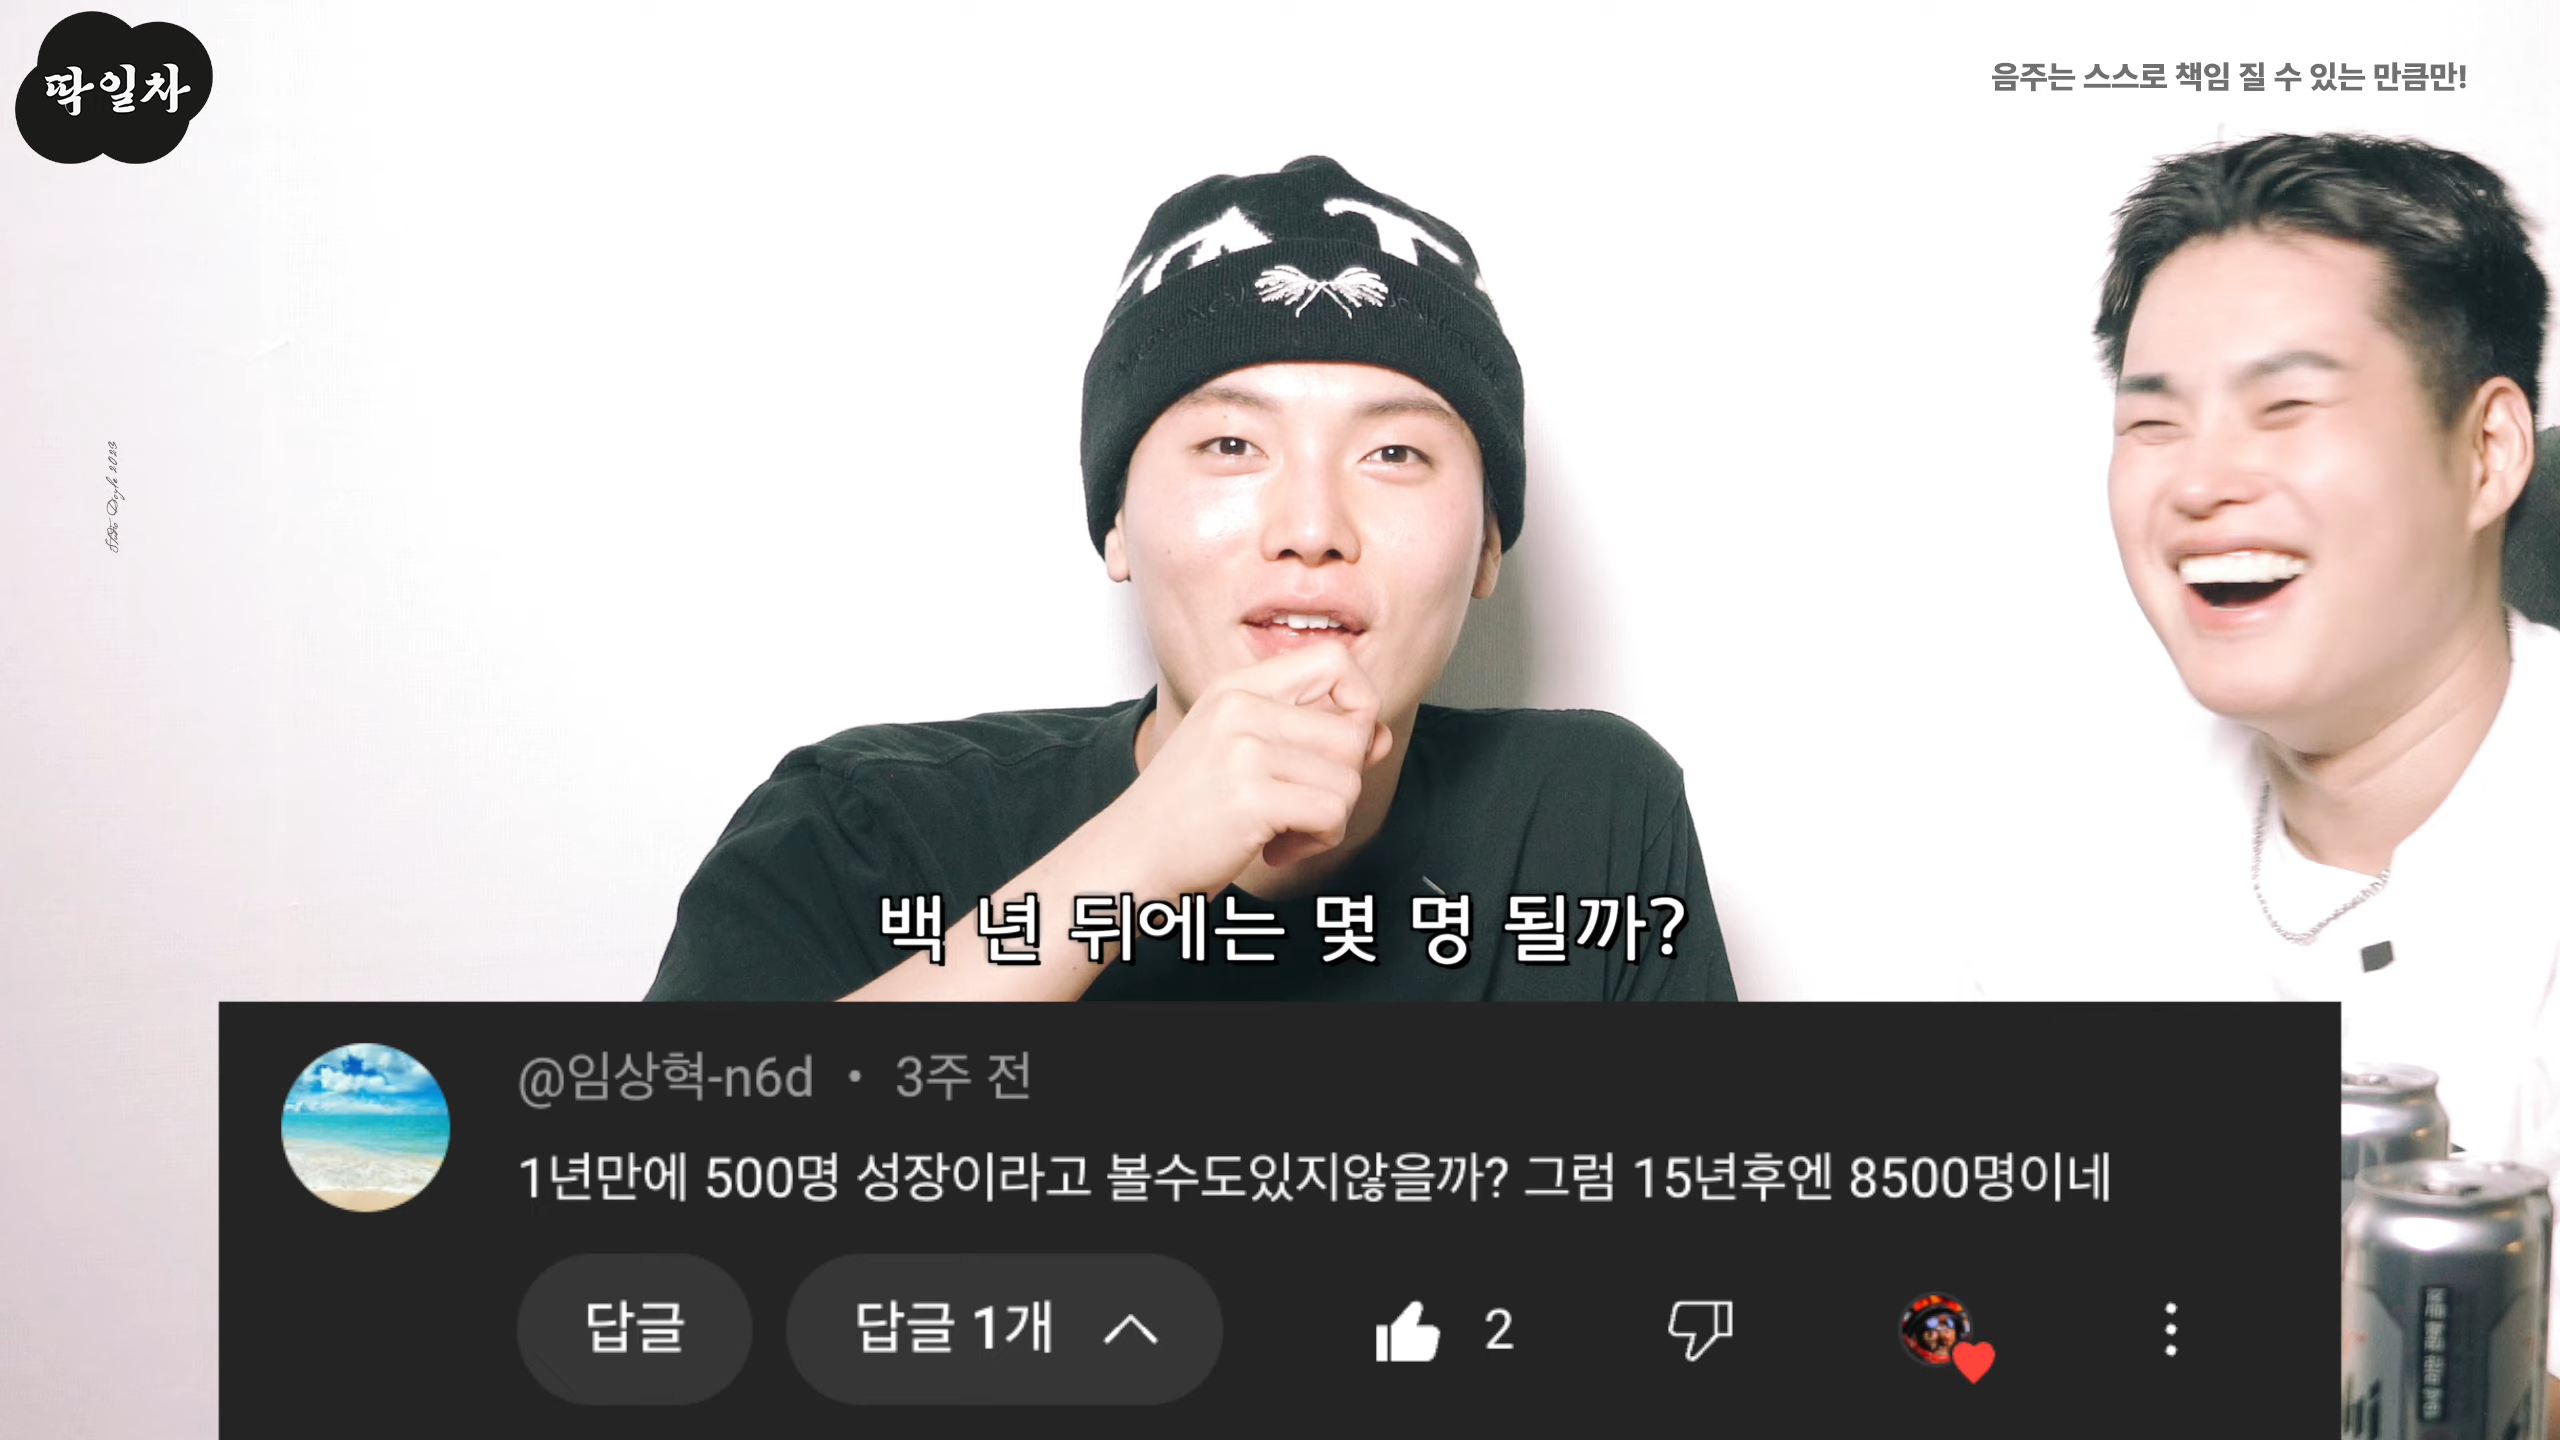 딱일차
음주는 스스로 책임 질 수 있는 만큼만!
백 년 뒤에는 몇 명 될까?
@임상혁-n6d • 3주 전
1년만에 500명 성장이라고 볼수도있지않을까? 그럼 15년후엔 8500명이네
답글
답글 1개
2